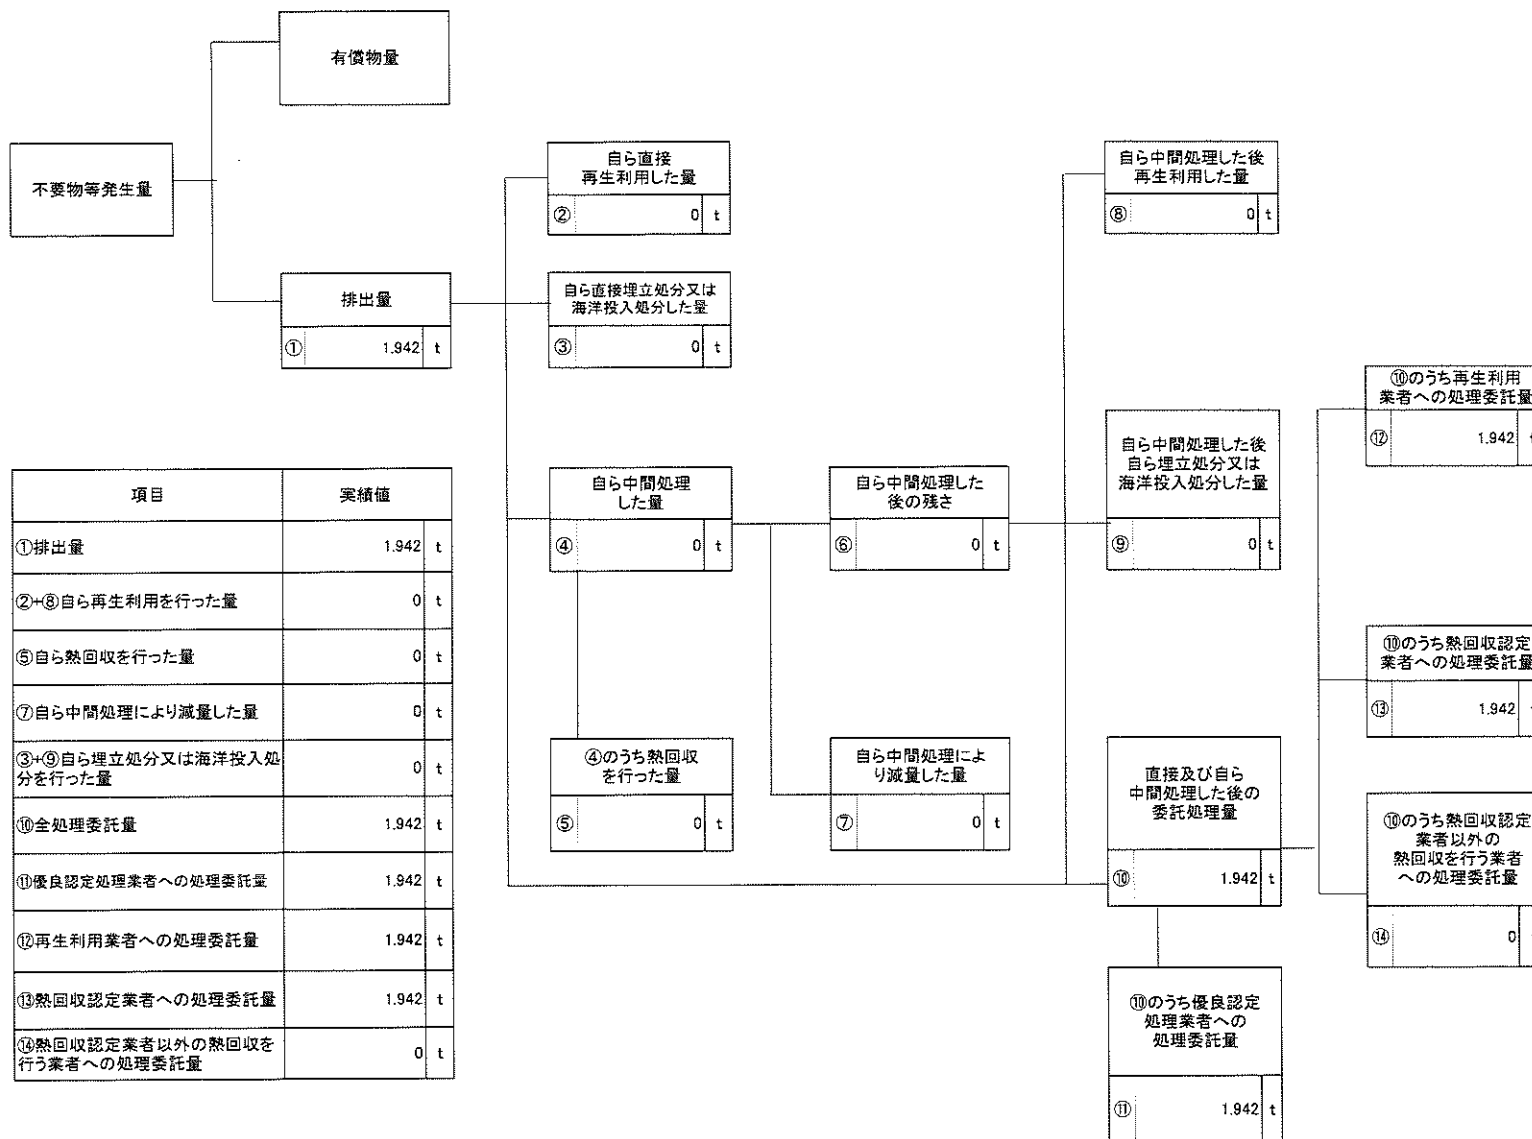 有償物量
不要物等発生量
排出量
① 1.942 t
自ら直接
再生利用した量
② 0 t
自ら直接埋立処分又は
海洋投入処分した量
③ 0 t
自ら中間処理
した量
④ 0 t
④のうち熱回収
を行った量
⑤ 0 t
自ら中間処理した
後の残さ
⑥ 0 t
自ら中間処理によ
り減量した量
⑦ 0 t
自ら中間処理した後
再生利用した量
⑧ 0 t
自ら中間処理した後
自ら埋立処分又は
海洋投入処分した量
⑨ 0 t
直接及び自ら
中間処理した後の
委託処理量
⑩ 1.942 t
⑩のうち優良認定
処理業者への
処理委託量
⑪ 1.942 t
⑩のうち再生利用
業者への処理委託量
⑫ 1.942
⑩のうち熱回収認定
業者への処理委託量
⑬ 1.942
⑩のうち熱回収認定
業者以外の
熱回収を行う業者
への処理委託量
⑭ 0
項目 実績値
①排出量 1.942 t
②+⑧自ら再生利用を行った量 0 t
⑤自ら熱回収を行った量 0 t
⑦自ら中間処理により減量した量 0 t
③+⑨自ら埋立処分又は海洋投入処
分を行った量 0 t
⑩全処理委託量 1.942 t
⑪優良認定処理業者への処理委託量 1.942 t
⑫再生利用業者への処理委託量 1.942 t
⑬熱回収認定業者への処理委託量 1.942 t
⑭熱回収認定業者以外の熱回収を
行う業者への処理委託量 0 t